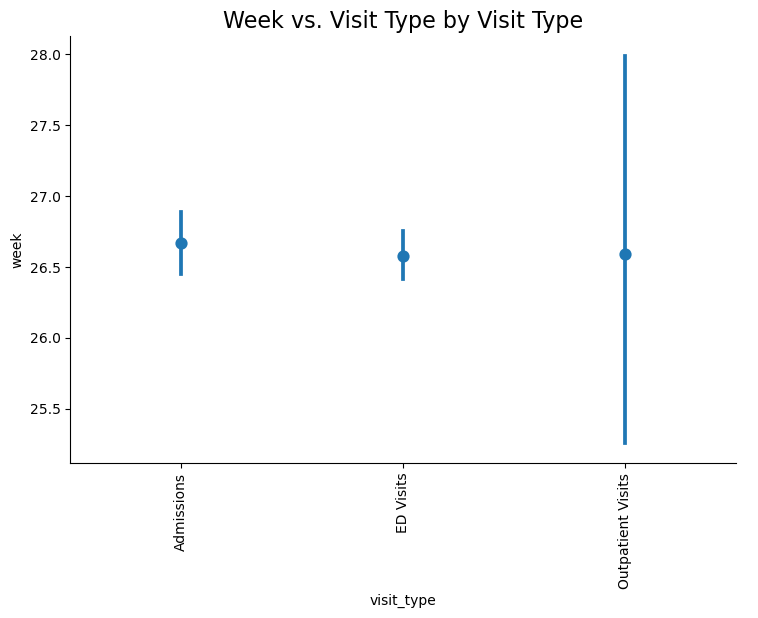 Week vs. Visit Type by Visit Type
28.0
27.5
27.0
26.5
26.0
25.5
week
Admissions
ED Visits
Outpatient Visits
visit_type